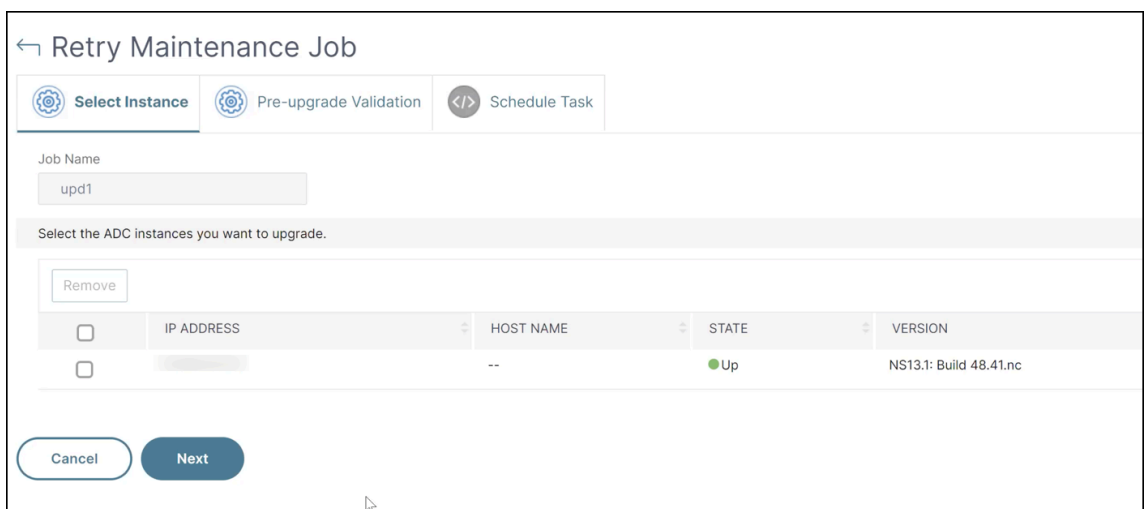 Retry Maintenance Job
Select Instance Pre-upgrade Validation </> Schedule Task
Job Name
upd1
Select the ADC instances you want to upgrade.
Remove
IP ADDRESS HOST NAME STATE VERSION
-- Up NS13.1: Build 48.41.nc
Cancel Next